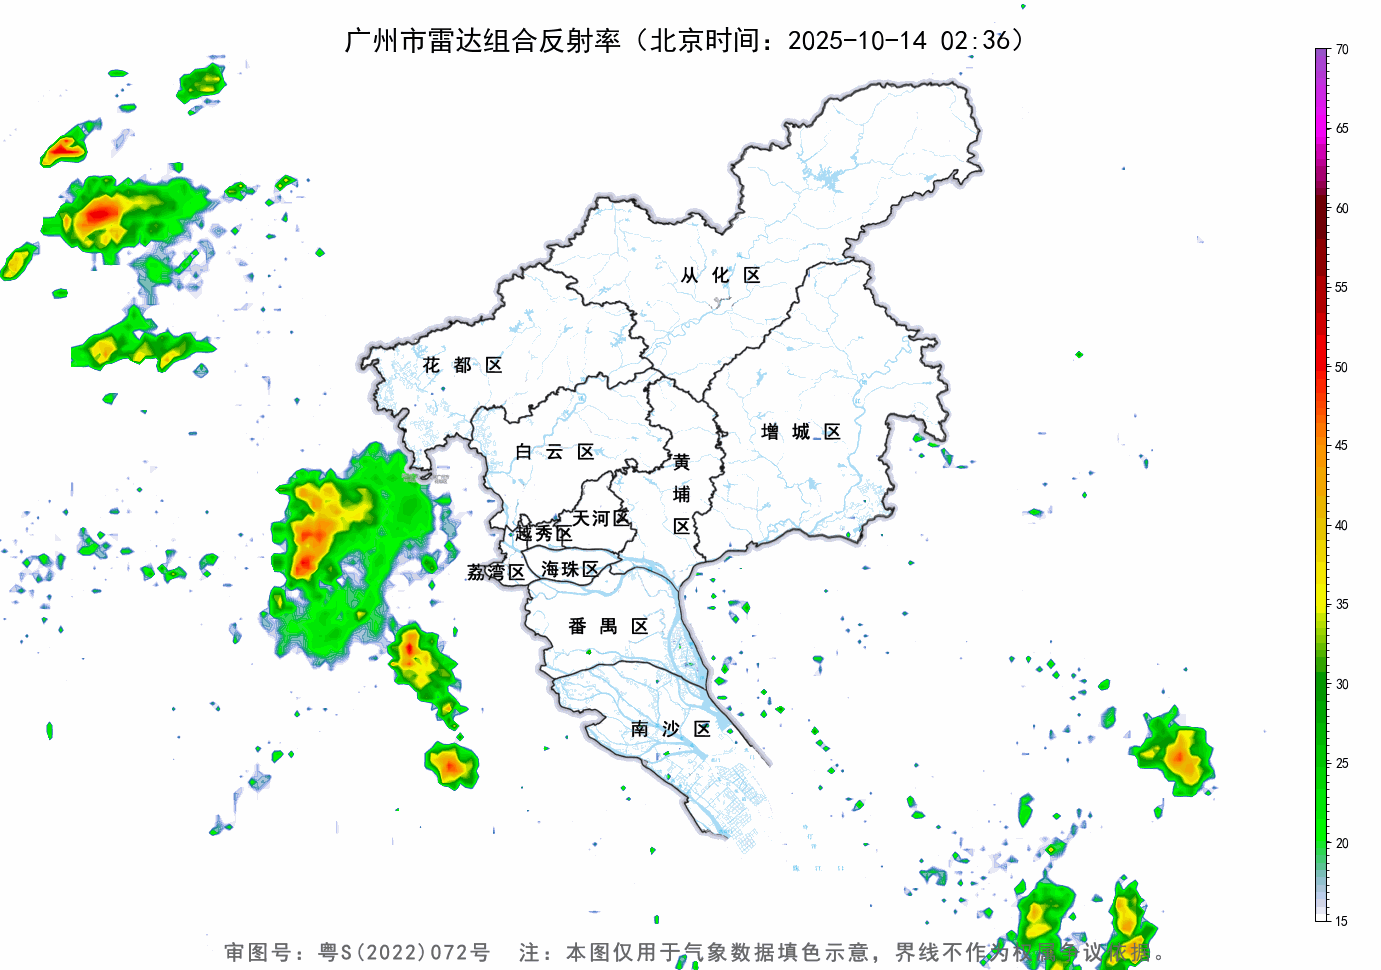 广州市雷达组合反射率（北京时间：2025-10-14 02:36）
70
65
60
55
50
45
40
35
30
25
20
15
从化区
花都区
增城区
白云区
黄埔区
天河区
越秀区
荔湾区
海珠区
番禺区
南沙区
审图号：粤S(2022)072号 注：本图仅用于气象数据填色示意，界线不作为权属争议依据。